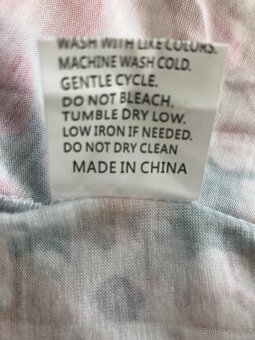 WASH WITH LIKE COLORS.
MACHINE WASH COLD.
GENTLE CYCLE.
DO NOT BLEACH.
TUMBLE DRY LOW.
LOW IRON IF NEEDED.
DO NOT DRY CLEAN
MADE IN CHINA